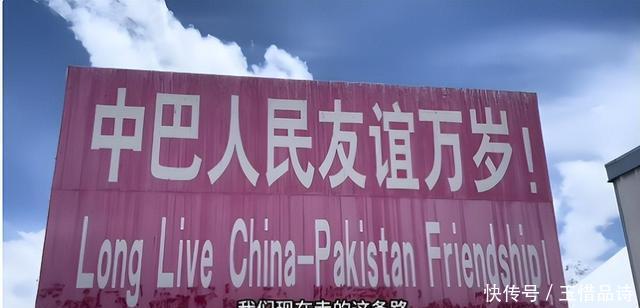 中巴人民友谊万岁！
Long Live China-Pakistan Friendship!
我们现在走的这条路
快传号／王惜品诗